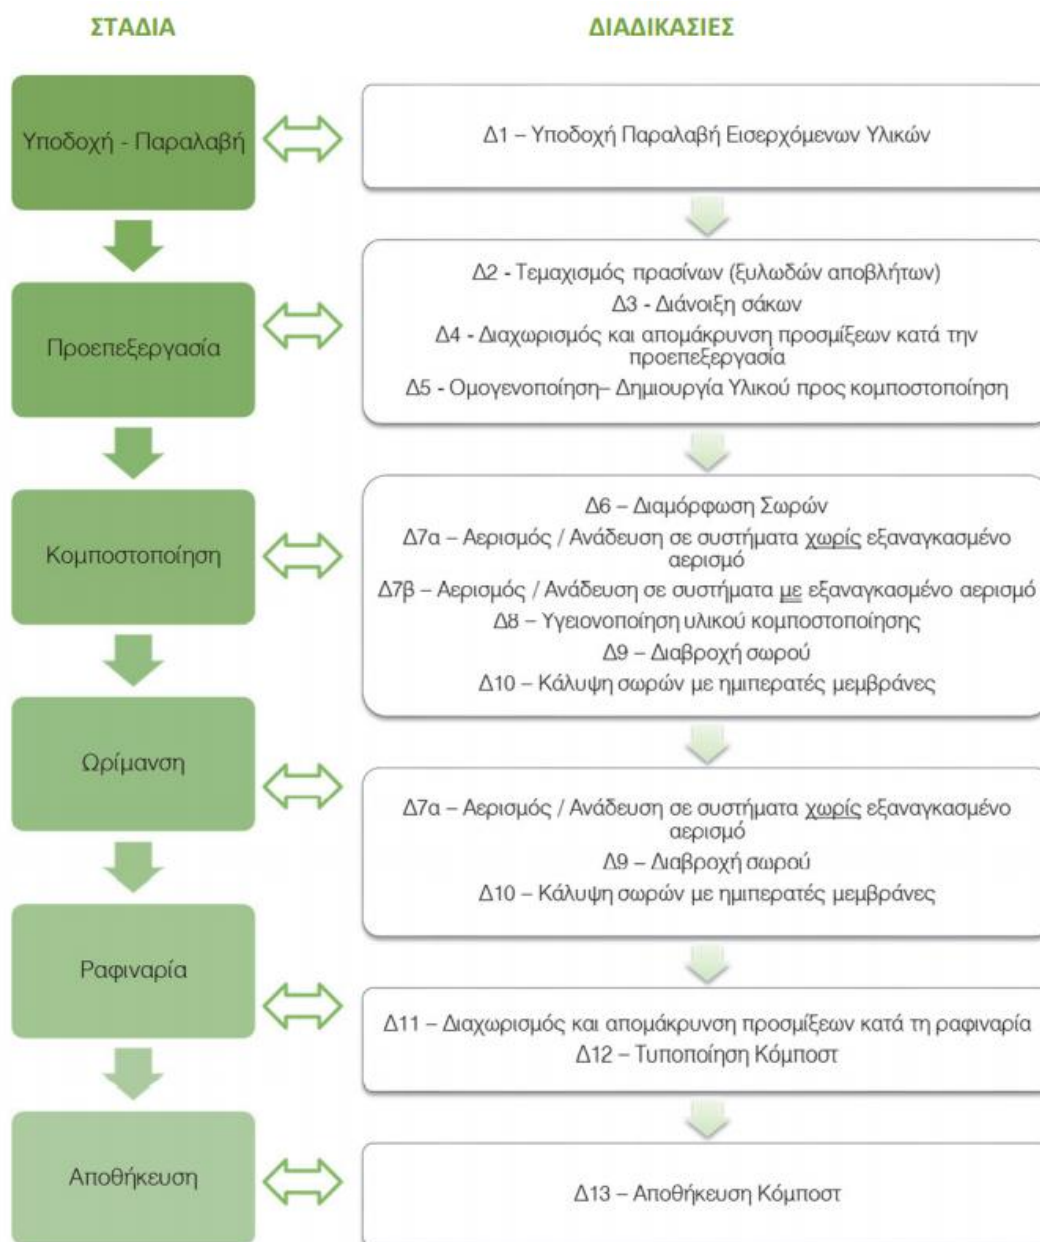 ΣΤΑΔΙΑ
ΔΙΑΔΙΚΑΣΙΕΣ
Υποδοχή - Παραλαβή
Δ1 – Υποδοχή Παραλαβή Εισερχόμενων Υλικών
Προεπεξεργασία
Δ2 - Τεμαχισμός πρασίνων (ξυλωδών αποβλήτων)
Δ3 - Διάνοιξη σάκων
Δ4 - Διαχωρισμός και απομάκρυνση προσμίξεων κατά την
προεπεξεργασία
Δ5 - Ομογενοποίηση– Δημιουργία Υλικού προς κομποστοποίηση
Κομποστοποίηση
Δ6 – Διαμόρφωση Σωρών
Δ7α – Αερισμός / Ανάδευση σε συστήματα χωρίς εξαναγκασμένο
αερισμό
Δ7β – Αερισμός / Ανάδευση σε συστήματα με εξαναγκασμένο αερισμό
Δ8 – Υγειονοποίηση υλικού κομποστοποίησης
Δ9 – Διαβροχή σωρού
Δ10 – Κάλυψη σωρών με ημιπερατές μεμβράνες
Ωρίμανση
Δ7α – Αερισμός / Ανάδευση σε συστήματα χωρίς εξαναγκασμένο
αερισμό
Δ9 – Διαβροχή σωρού
Δ10 – Κάλυψη σωρών με ημιπερατές μεμβράνες
Ραφιναρία
Δ11 – Διαχωρισμός και απομάκρυνση προσμίξεων κατά τη ραφιναρία
Δ12 – Τυποποίηση Κόμποστ
Αποθήκευση
Δ13 – Αποθήκευση Κόμποστ